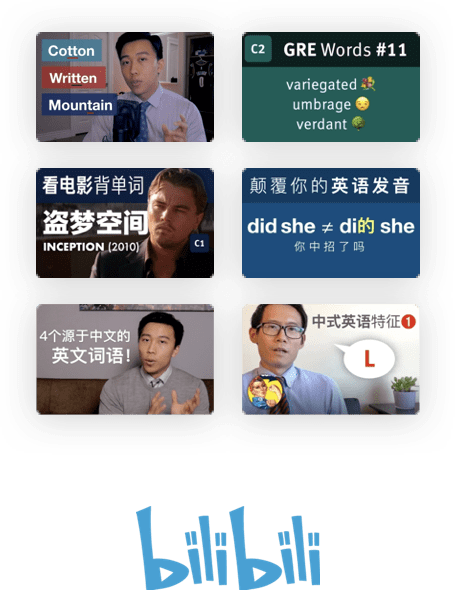 Cotton
Written
Mountain
C2 GRE Words #11
variegated
umbrage
verdant
看电影背单词
盗梦空间
INCEPTION (2010)
C1
颠覆你的英语发音
did she ≠ di的 she
你中招了吗
4个源于中文的
英文词语！
中式英语特征1
L
bilibili